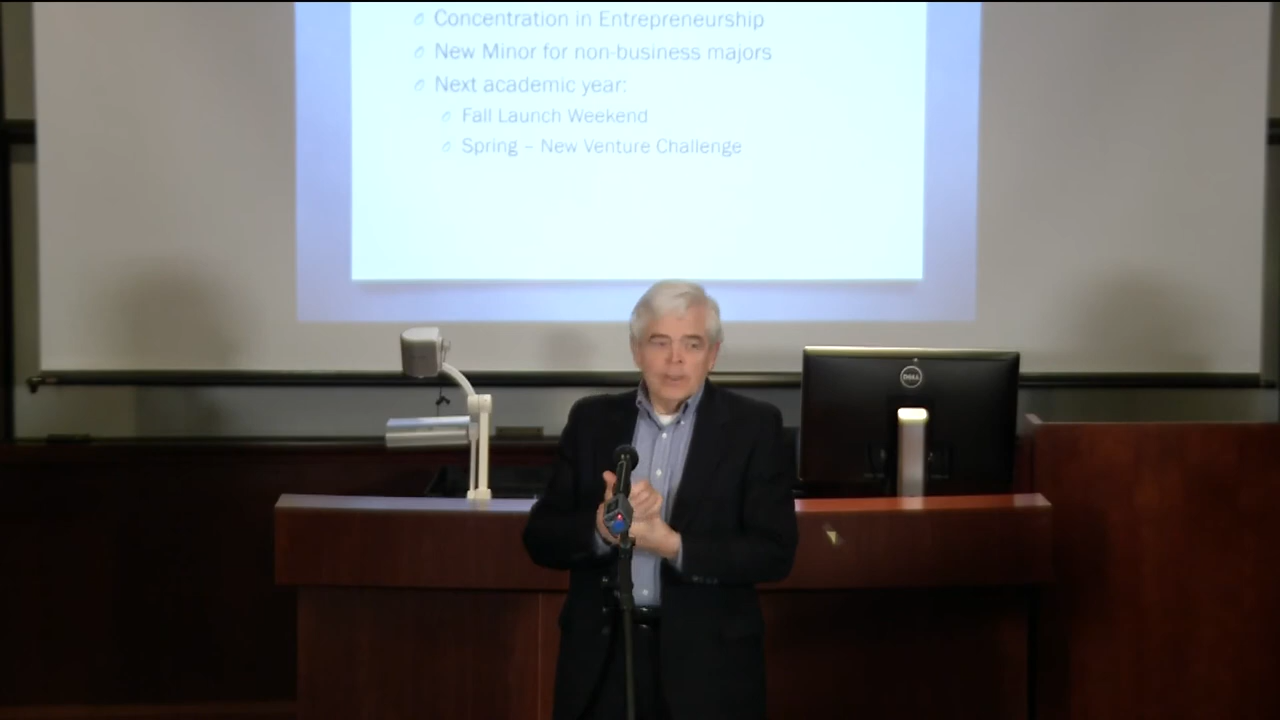 Concentration in Entrepreneurship
New Minor for non-business majors
Next academic year:
Fall Launch Weekend
Spring – New Venture Challenge
DELL